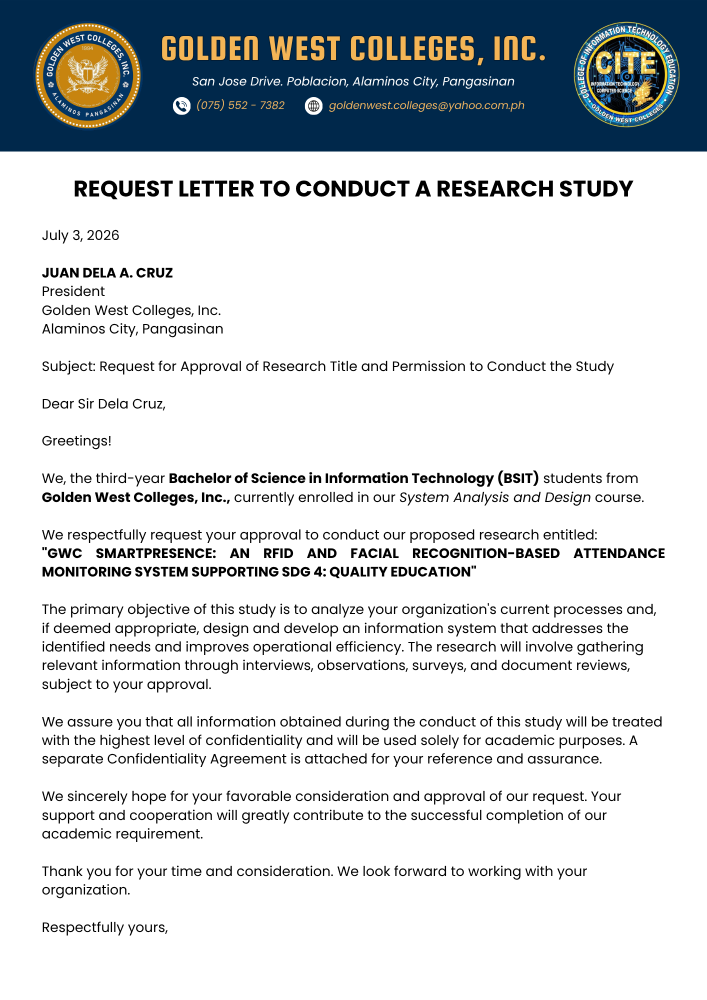 GOLDEN WEST COLLEGES, INC.
1994
ALAMINOS PANGASINAN
GOLDEN WEST COLLEGES, INC.
San Jose Drive. Poblacion, Alaminos City, Pangasinan
(075) 552 - 7382 goldenwest.colleges@yahoo.com.ph
COLLEGE OF INFORMATION TECHNOLOGY EDUCATION
CITE
INFORMATION TECHNOLOGY
COMPUTER SCIENCE
GOLDEN WEST COLLEGES
REQUEST LETTER TO CONDUCT A RESEARCH STUDY
July 3, 2026
JUAN DELA A. CRUZ
President
Golden West Colleges, Inc.
Alaminos City, Pangasinan
Subject: Request for Approval of Research Title and Permission to Conduct the Study
Dear Sir Dela Cruz,
Greetings!
We, the third-year Bachelor of Science in Information Technology (BSIT) students from
Golden West Colleges, Inc., currently enrolled in our System Analysis and Design course.
We respectfully request your approval to conduct our proposed research entitled:
"GWC SMARTPRESENCE: AN RFID AND FACIAL RECOGNITION-BASED ATTENDANCE
MONITORING SYSTEM SUPPORTING SDG 4: QUALITY EDUCATION"
The primary objective of this study is to analyze your organization's current processes and,
if deemed appropriate, design and develop an information system that addresses the
identified needs and improves operational efficiency. The research will involve gathering
relevant information through interviews, observations, surveys, and document reviews,
subject to your approval.
We assure you that all information obtained during the conduct of this study will be treated
with the highest level of confidentiality and will be used solely for academic purposes. A
separate Confidentiality Agreement is attached for your reference and assurance.
We sincerely hope for your favorable consideration and approval of our request. Your
support and cooperation will greatly contribute to the successful completion of our
academic requirement.
Thank you for your time and consideration. We look forward to working with your
organization.
Respectfully yours,